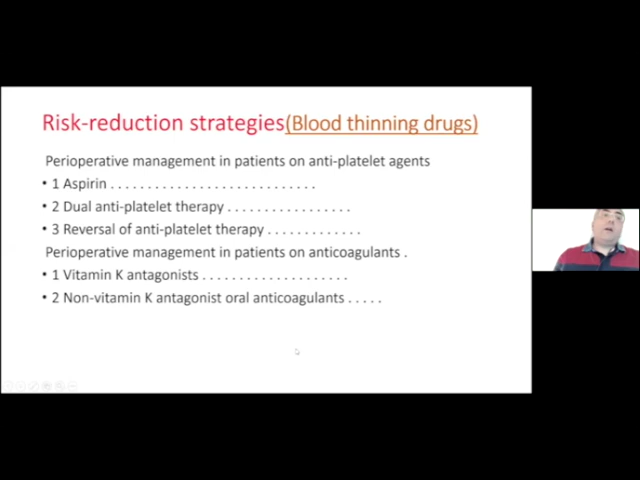 Risk-reduction strategies(Blood thinning drugs)
Perioperative management in patients on anti-platelet agents
• 1 Aspirin . . . . . . . . . . . . . . . . . . . . . . . . . . . .
• 2 Dual anti-platelet therapy . . . . . . . . . . . . . . . . .
• 3 Reversal of anti-platelet therapy . . . . . . . . . . . . .
Perioperative management in patients on anticoagulants .
• 1 Vitamin K antagonists . . . . . . . . . . . . . . . . . . . .
• 2 Non-vitamin K antagonist oral anticoagulants . . . . .